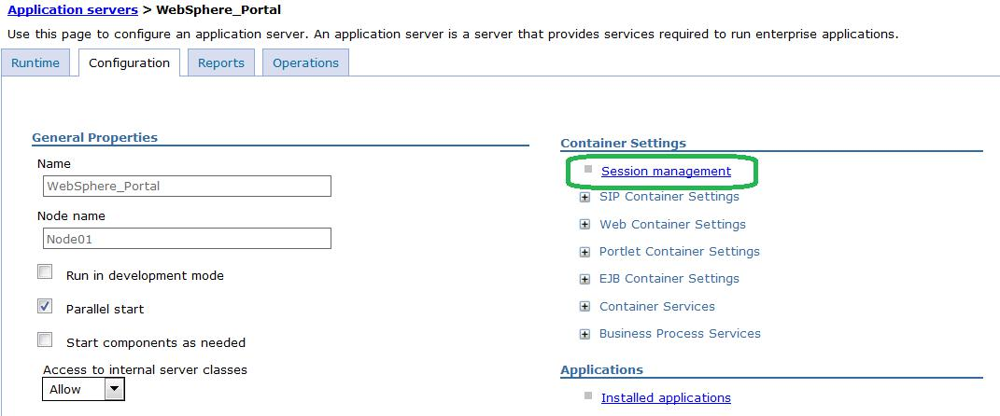 Application servers > WebSphere_Portal
Use this page to configure an application server. An application server is a server that provides services required to run enterprise applications.
Runtime
Configuration
Reports
Operations
General Properties
Name
WebSphere_Portal
Node name
Node01
Run in development mode
Parallel start
Start components as needed
Access to internal server classes
Allow
Container Settings
Session management
SIP Container Settings
Web Container Settings
Portlet Container Settings
EJB Container Settings
Container Services
Business Process Services
Applications
Installed applications